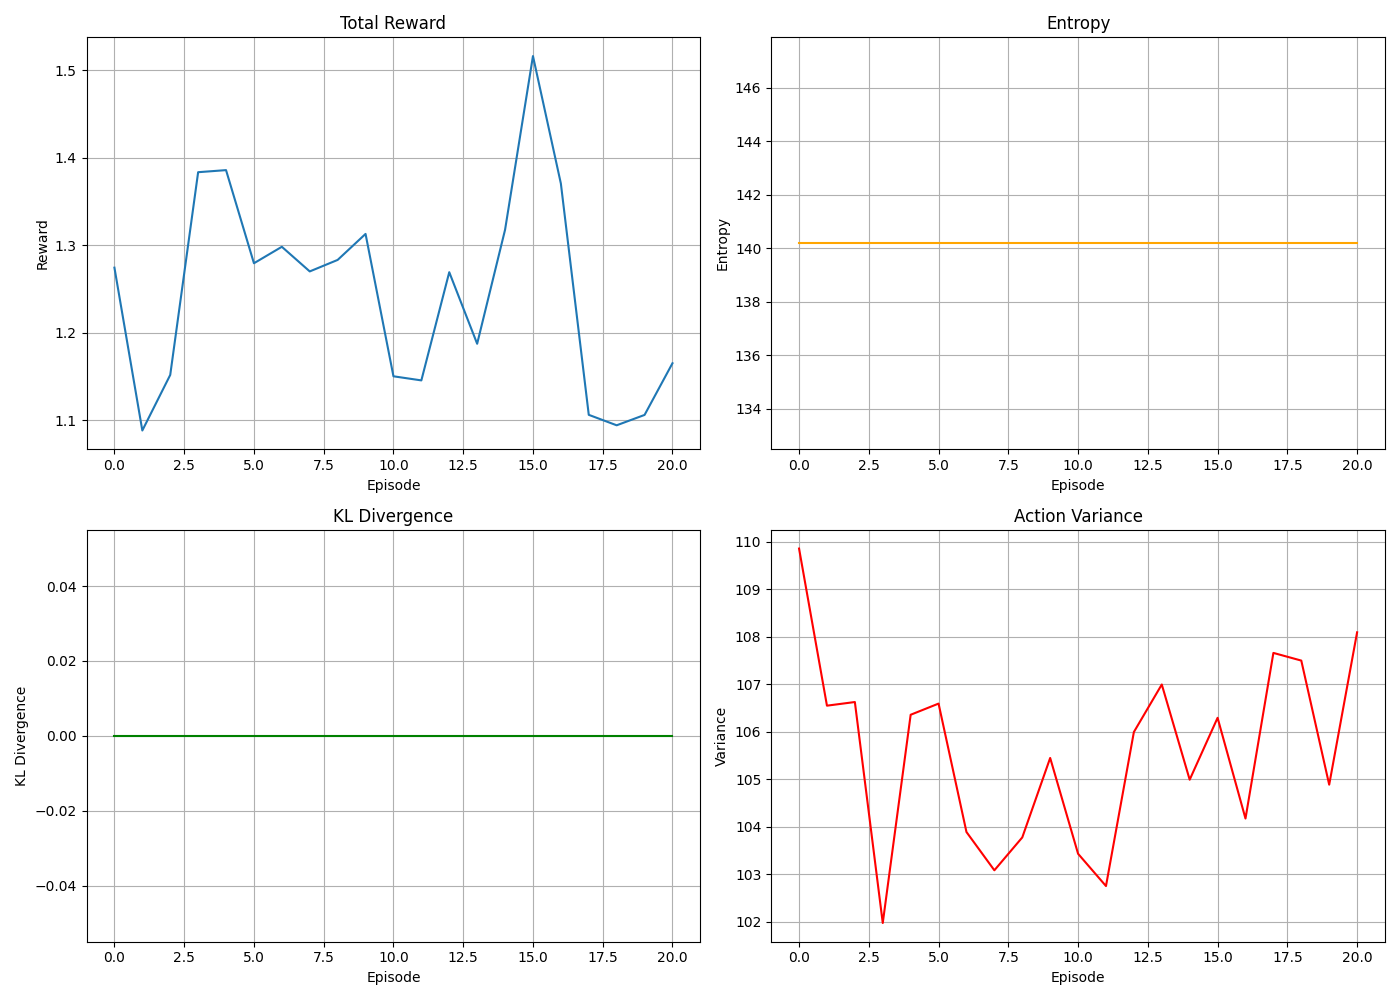 Total Reward
Reward
1.5
1.4
1.3
1.2
1.1
0.0 2.5 5.0 7.5 10.0 12.5 15.0 17.5 20.0
Episode
Entropy
Entropy
146
144
142
140
138
136
134
0.0 2.5 5.0 7.5 10.0 12.5 15.0 17.5 20.0
Episode
KL Divergence
KL Divergence
0.04
0.02
0.00
−0.02
−0.04
0.0 2.5 5.0 7.5 10.0 12.5 15.0 17.5 20.0
Episode
Action Variance
Variance
110
109
108
107
106
105
104
103
102
0.0 2.5 5.0 7.5 10.0 12.5 15.0 17.5 20.0
Episode